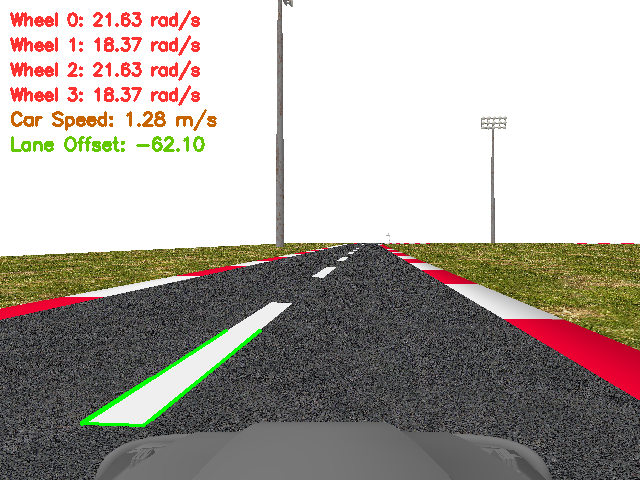 Wheel 0: 21.63 rad/s
Wheel 1: 18.37 rad/s
Wheel 2: 21.63 rad/s
Wheel 3: 18.37 rad/s
Car Speed: 1.28 m/s
Lane Offset: -62.10